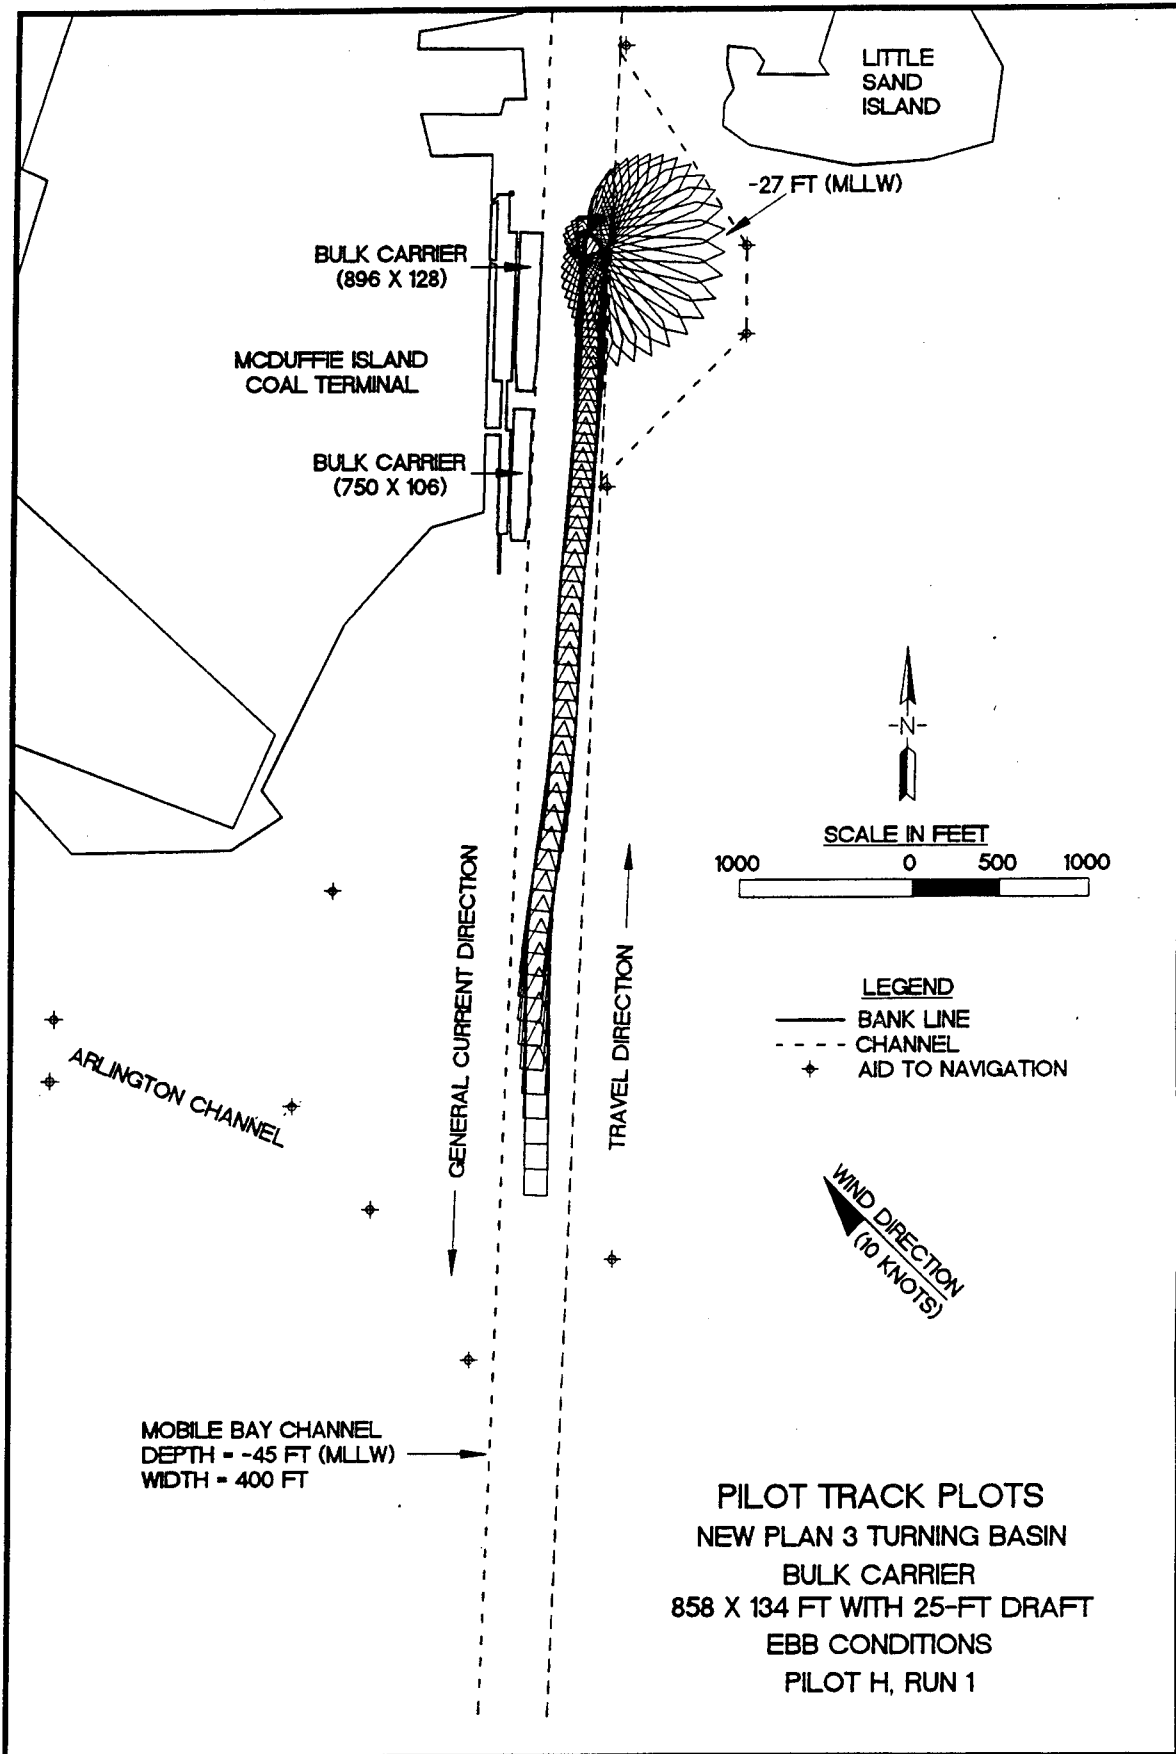 LITTLE
SAND
ISLAND
-27 FT (MLLW)
BULK CARRIER
(896 X 128)
MCDUFFIE ISLAND
COAL TERMINAL
BULK CARRIER
(750 X 106)
-N-
SCALE IN FEET
1000 0 500 1000
GENERAL CURRENT DIRECTION
TRAVEL DIRECTION
LEGEND
BANK LINE
CHANNEL
AID TO NAVIGATION
ARLINGTON CHANNEL
WIND DIRECTION
(10 KNOTS)
MOBILE BAY CHANNEL
DEPTH = -45 FT (MLLW)
WIDTH = 400 FT
PILOT TRACK PLOTS
NEW PLAN 3 TURNING BASIN
BULK CARRIER
858 X 134 FT WITH 25-FT DRAFT
EBB CONDITIONS
PILOT H, RUN 1